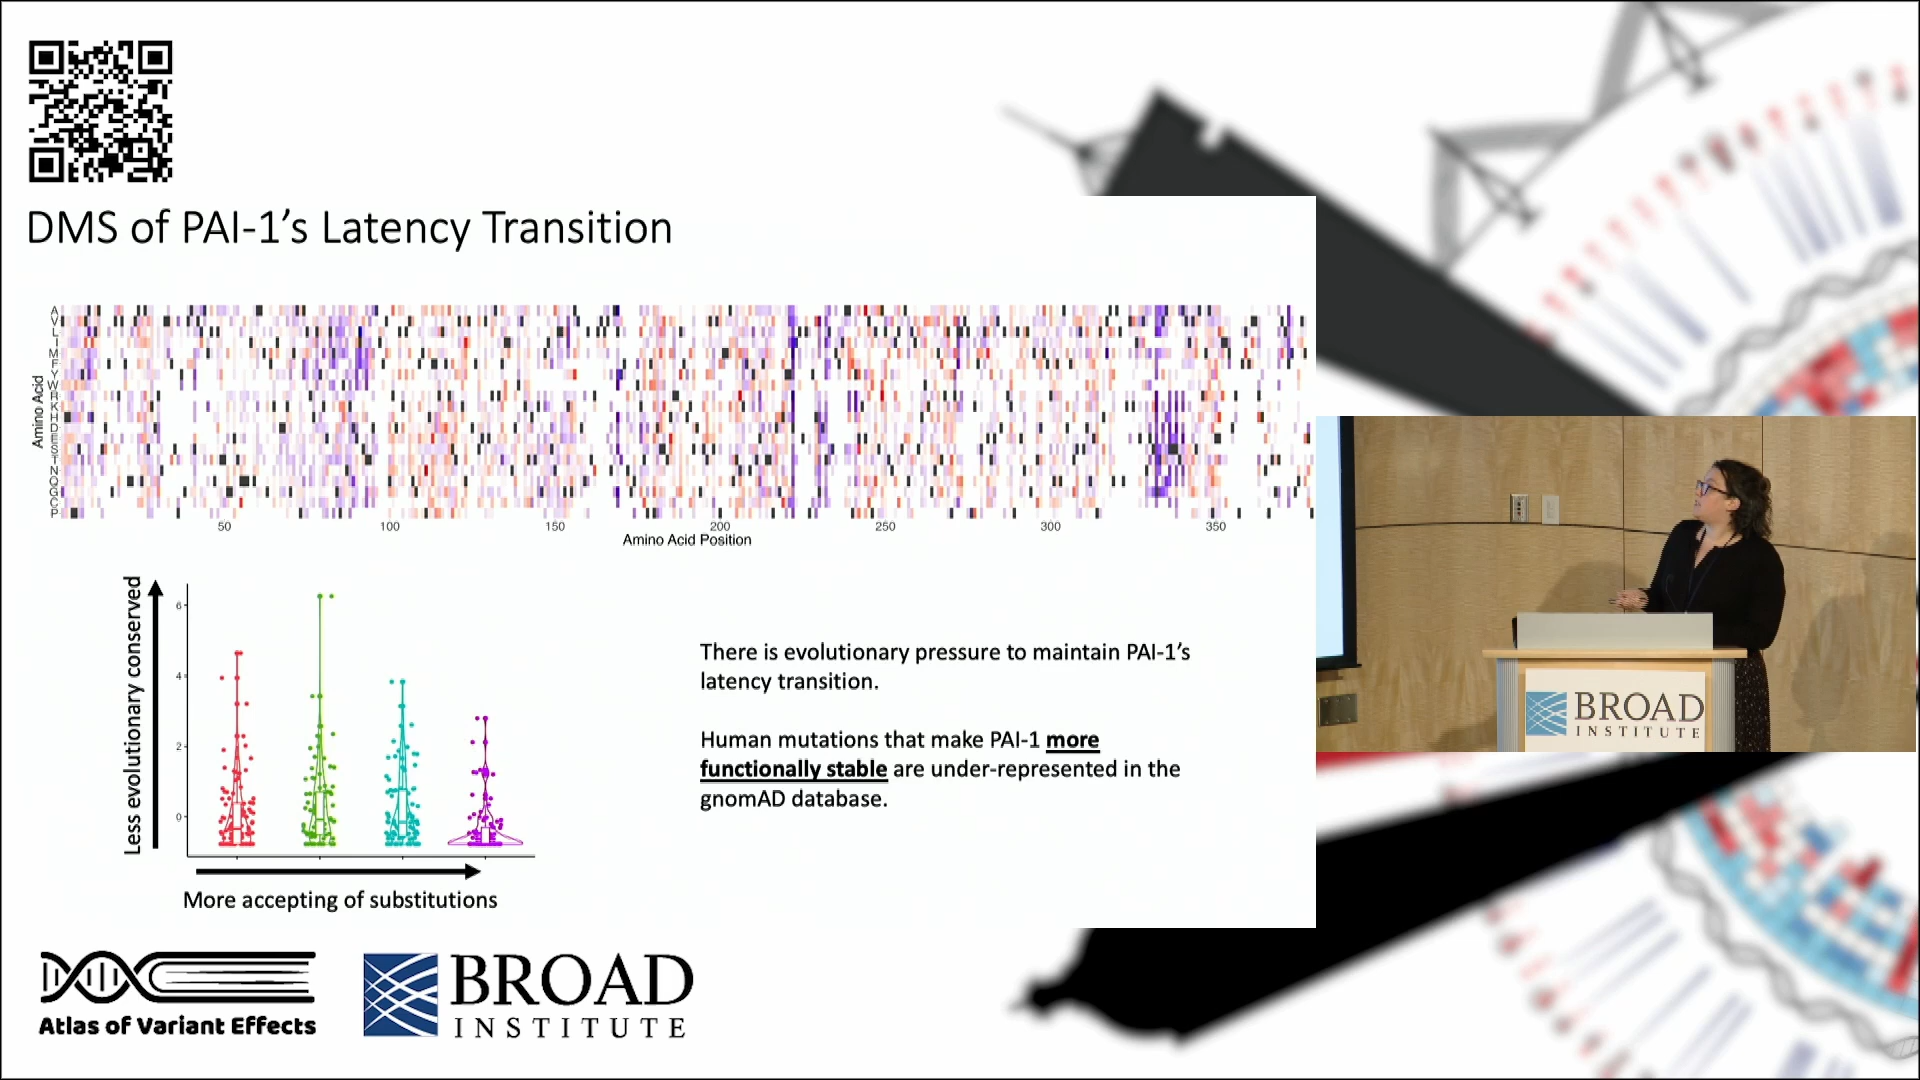 DMS of PAI-1’s Latency Transition
Amino Acid
A
V
L
I
M
F
Y
W
R
K
H
D
E
S
T
N
Q
G
C
P
50
100
150
200
250
300
350
Amino Acid Position
Less evolutionary conserved
6
4
2
0
More accepting of substitutions
There is evolutionary pressure to maintain PAI-1’s
latency transition.
Human mutations that make PAI-1 more
functionally stable are under-represented in the
gnomAD database.
BROAD
INSTITUTE
Atlas of Variant Effects
BROAD
INSTITUTE